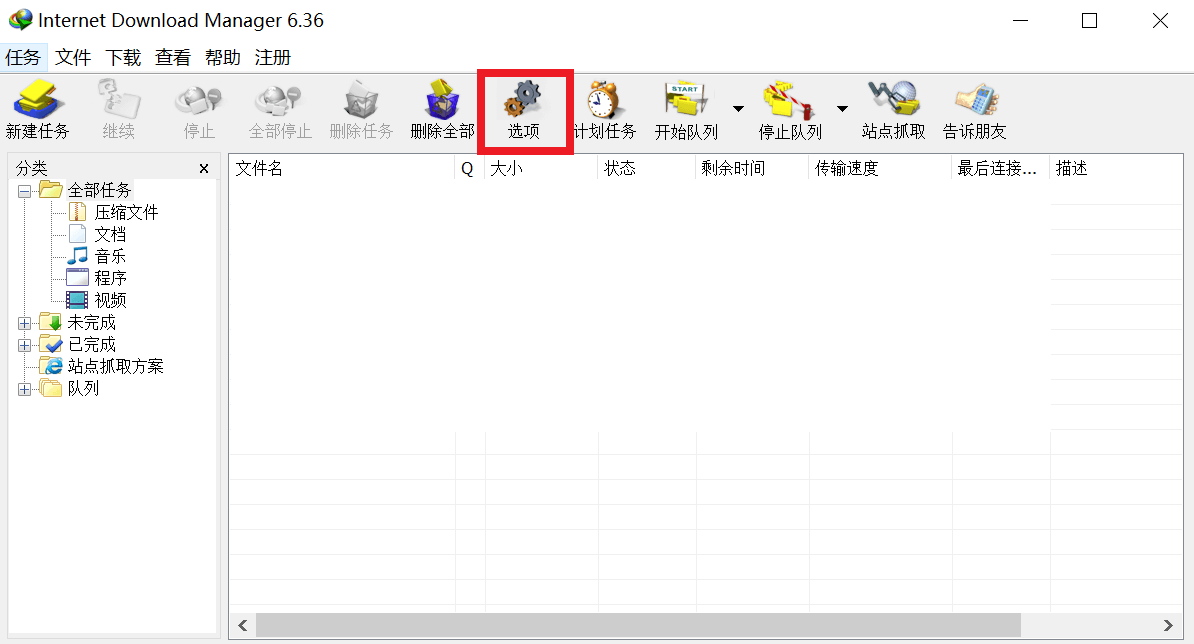 Internet Download Manager 6.36
任务 文件 下载 查看 帮助 注册
START
新建任务 继续 停止 全部停止 删除任务 删除全部 选项 计划任务 开始队列 停止队列 站点抓取 告诉朋友
分类 x 文件名 Q 大小 状态 剩余时间 传输速度 最后连接... 描述
全部任务
压缩文件
文档
音乐
程序
视频
未完成
已完成
站点抓取方案
队列